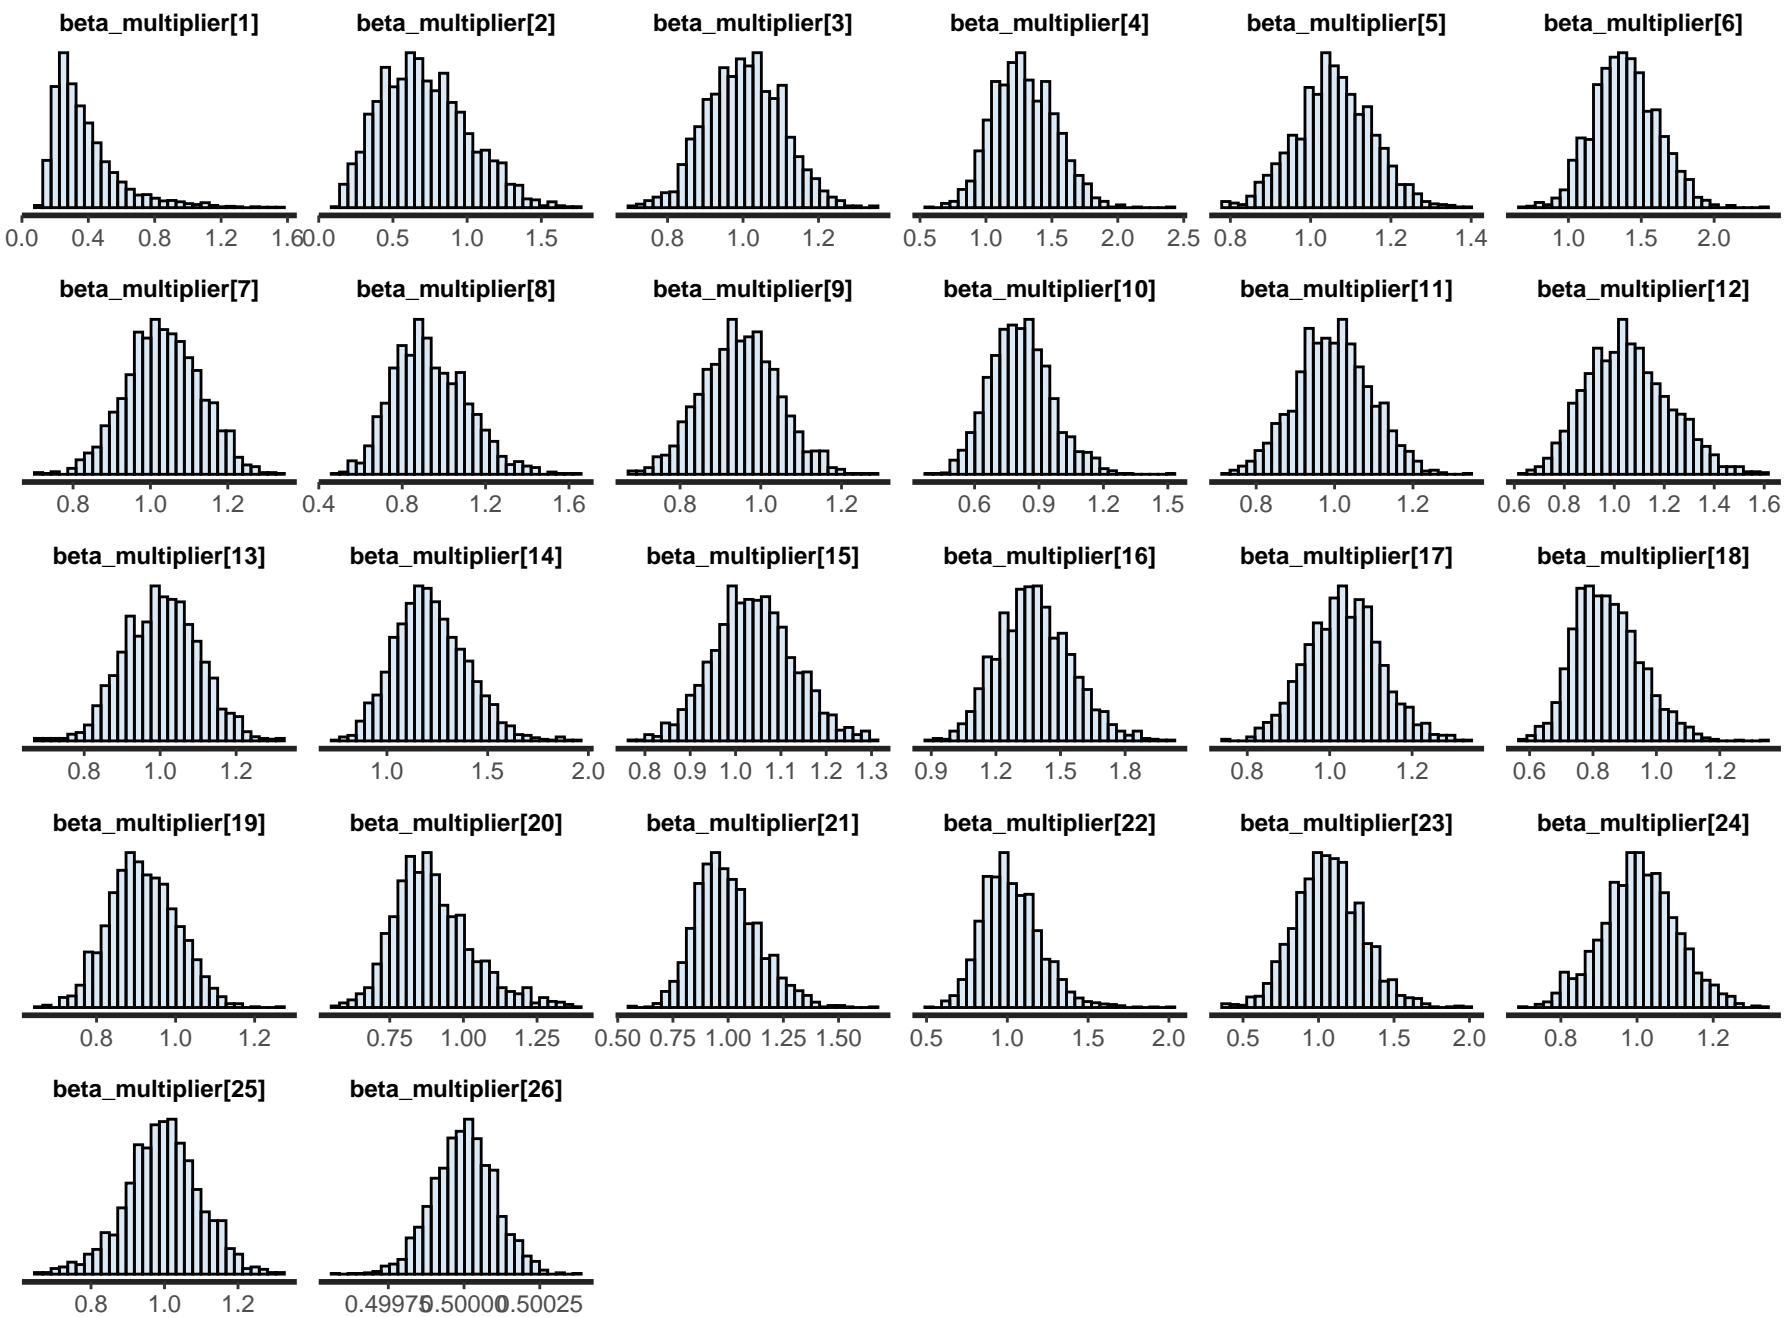 beta_multiplier[1] beta_multiplier[2] beta_multiplier[3] beta_multiplier[4] beta_multiplier[5] beta_multiplier[6]
0.0 0.4 0.8 1.2 1.6 0.0 0.5 1.0 1.5 0.8 1.0 1.2 0.5 1.0 1.5 2.0 2.5 0.8 1.0 1.2 1.4 1.0 1.5 2.0
beta_multiplier[7] beta_multiplier[8] beta_multiplier[9] beta_multiplier[10] beta_multiplier[11] beta_multiplier[12]
0.8 1.0 1.2 0.4 0.8 1.2 1.6 0.8 1.0 1.2 0.6 0.9 1.2 1.5 0.8 1.0 1.2 0.6 0.8 1.0 1.2 1.4 1.6
beta_multiplier[13] beta_multiplier[14] beta_multiplier[15] beta_multiplier[16] beta_multiplier[17] beta_multiplier[18]
0.8 1.0 1.2 1.0 1.5 2.0 0.8 0.9 1.0 1.1 1.2 1.3 0.9 1.2 1.5 1.8 0.8 1.0 1.2 0.6 0.8 1.0 1.2
beta_multiplier[19] beta_multiplier[20] beta_multiplier[21] beta_multiplier[22] beta_multiplier[23] beta_multiplier[24]
0.8 1.0 1.2 0.75 1.00 1.25 0.50 0.75 1.00 1.25 1.50 0.5 1.0 1.5 2.0 0.5 1.0 1.5 2.0 0.8 1.0 1.2
beta_multiplier[25] beta_multiplier[26]
0.8 1.0 1.2 0.49975 0.50000 0.50025